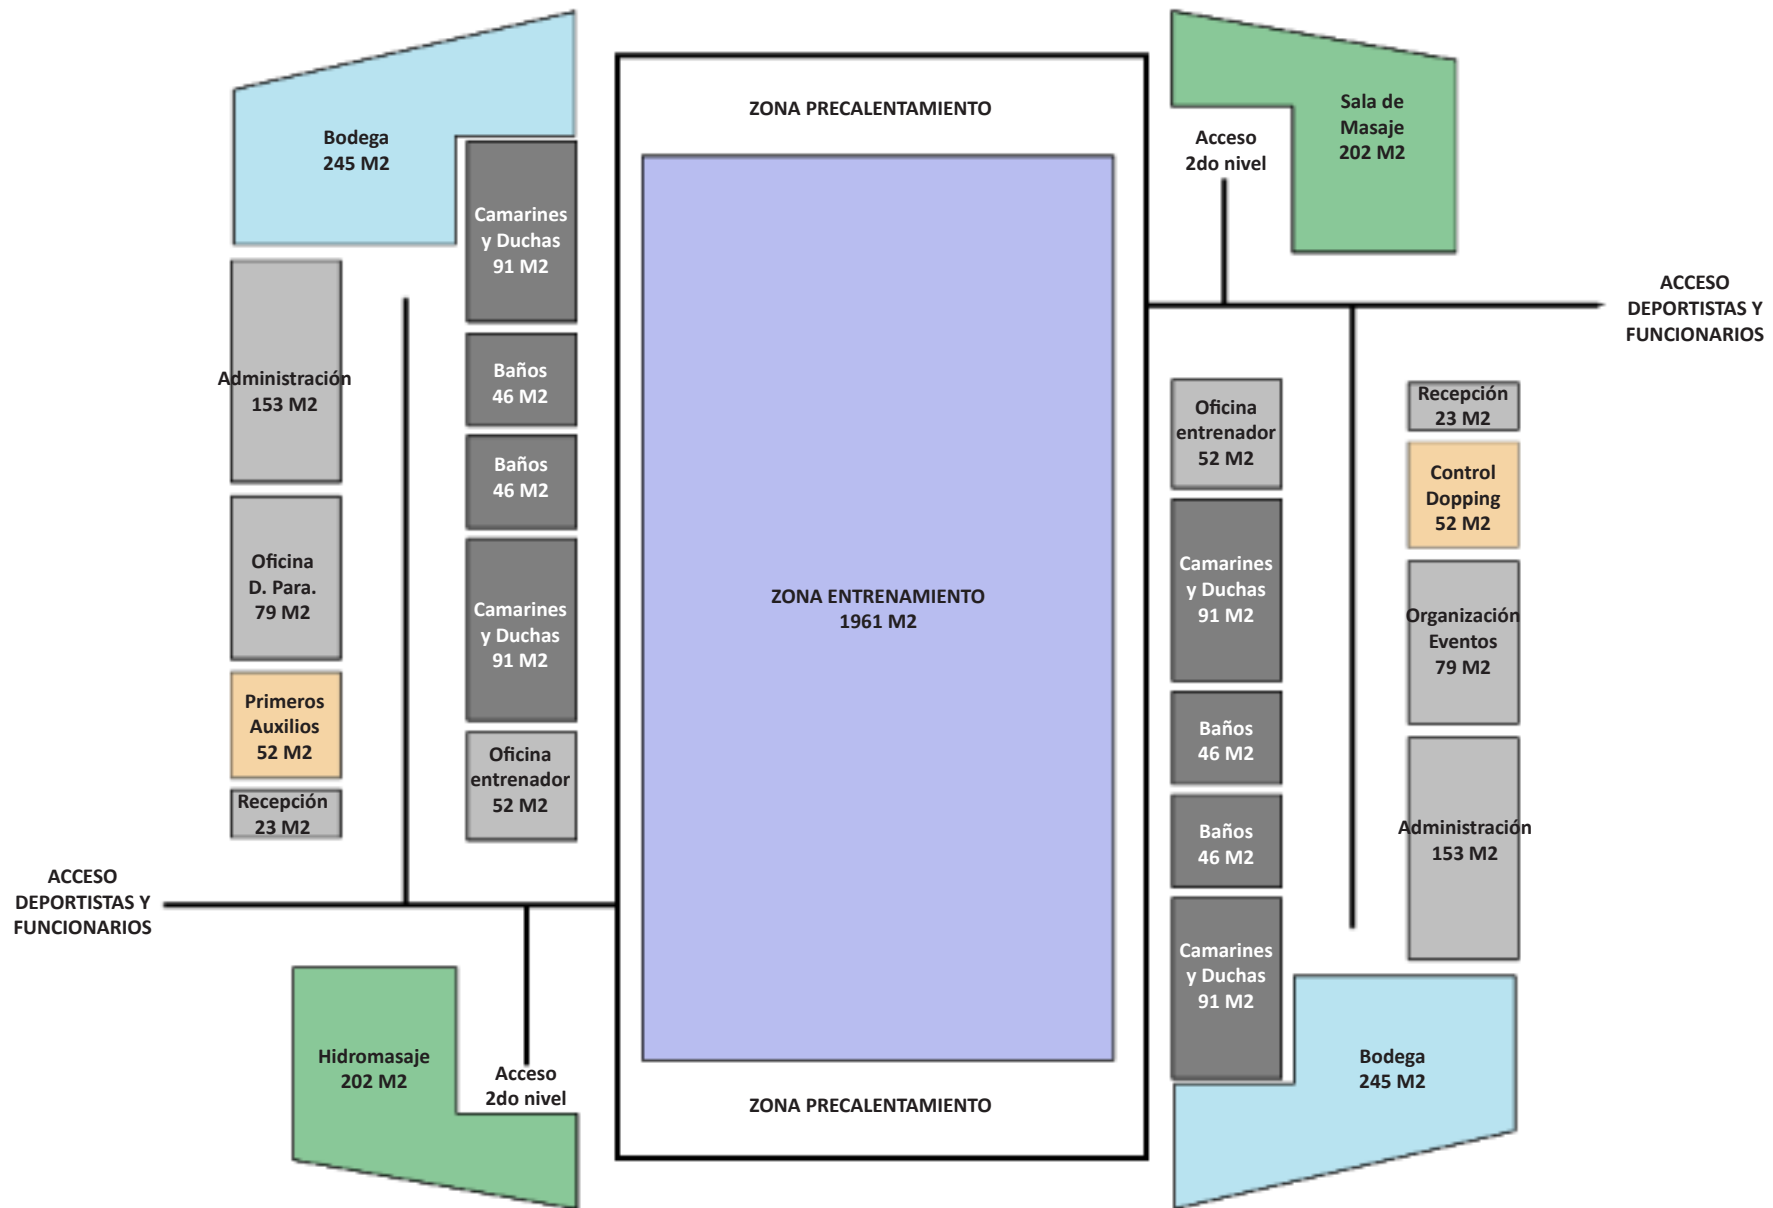 Bodega
245 M2
Camarines
y Duchas
91 M2
Administración
153 M2
Baños
46 M2
Baños
46 M2
Oficina
D. Para.
79 M2
Camarines
y Duchas
91 M2
Primeros
Auxilios
52 M2
Oficina
entrenador
52 M2
Recepción
23 M2
ACCESO
DEPORTISTAS Y
FUNCIONARIOS
Hidromasaje
202 M2
Acceso
2do nivel
ZONA PRECALENTAMIENTO
ZONA ENTRENAMIENTO
1961 M2
ZONA PRECALENTAMIENTO
Sala de
Masaje
202 M2
Acceso
2do nivel
ACCESO
DEPORTISTAS Y
FUNCIONARIOS
Oficina
entrenador
52 M2
Recepción
23 M2
Control
Dopping
52 M2
Camarines
y Duchas
91 M2
Organización
Eventos
79 M2
Baños
46 M2
Baños
46 M2
Administración
153 M2
Camarines
y Duchas
91 M2
Bodega
245 M2